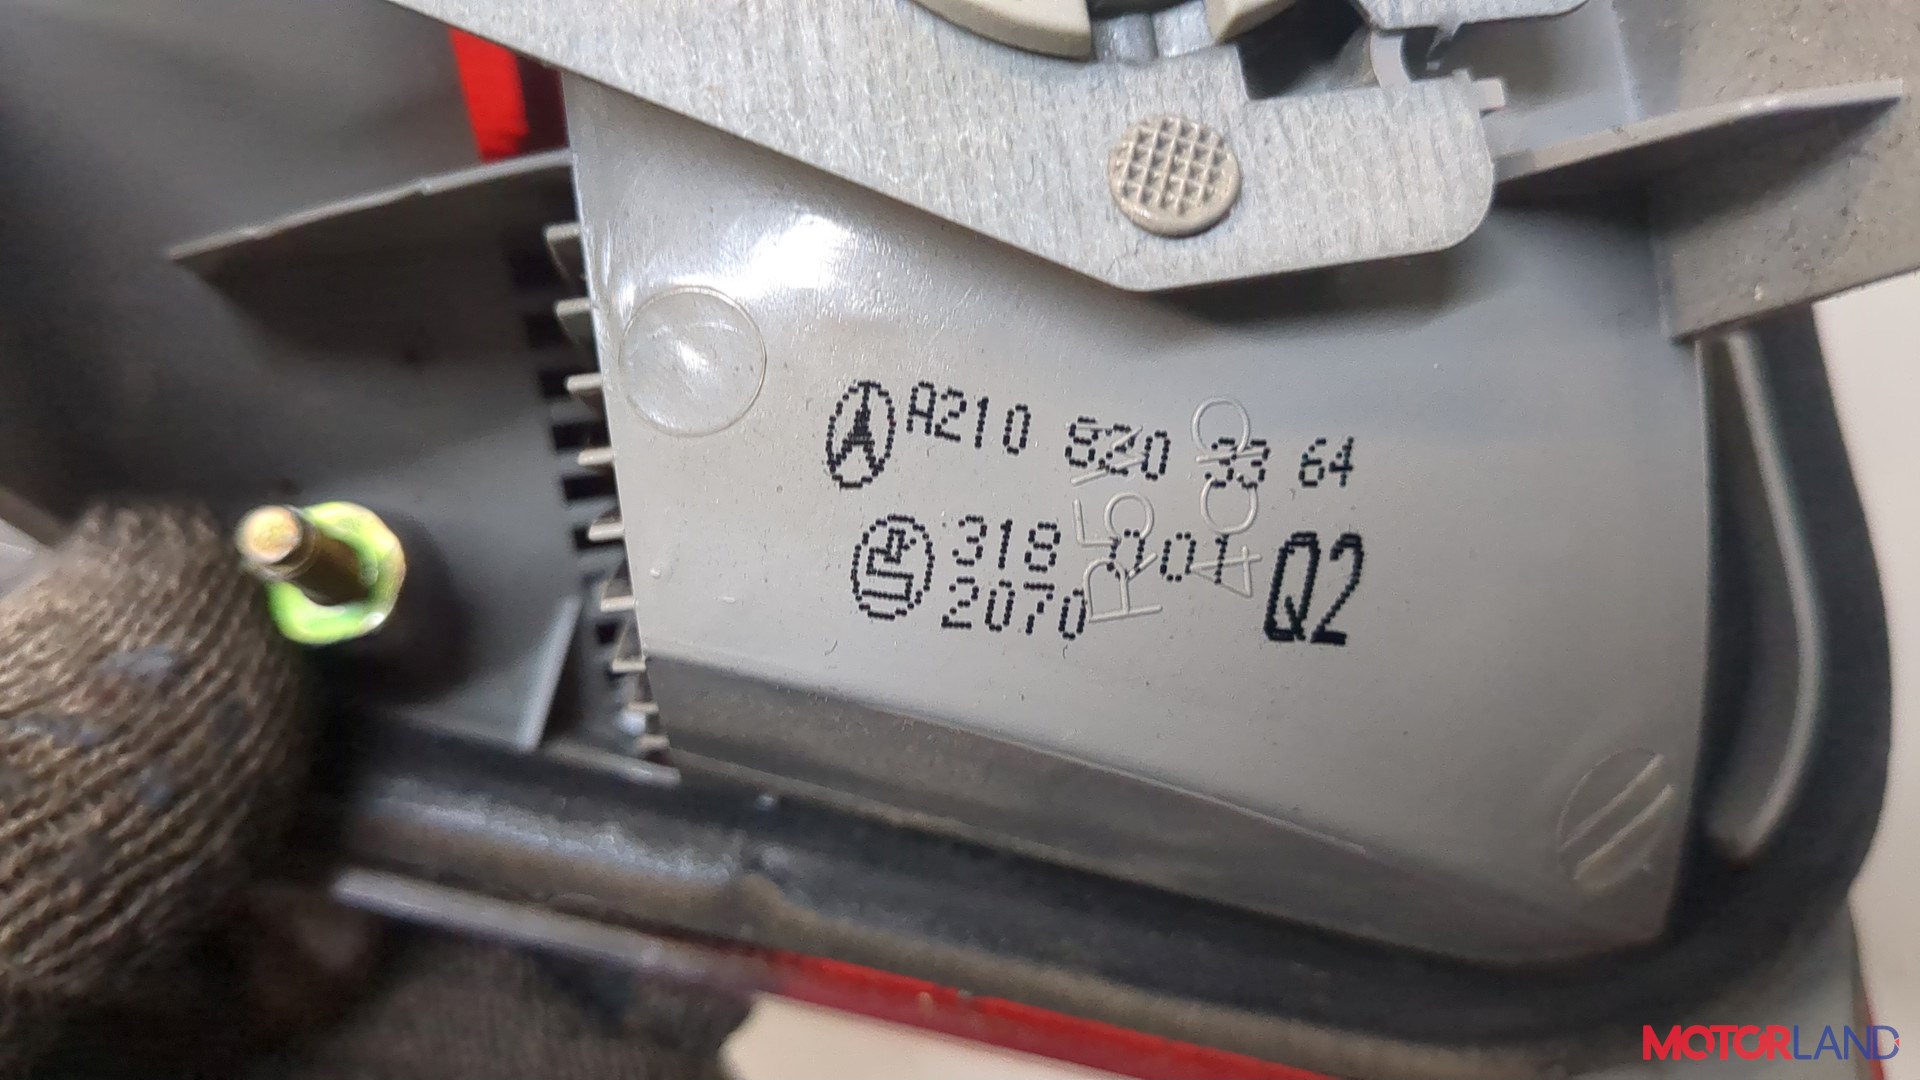 A210 820 33 64
318 001 Q2
2070
MOTORLAND